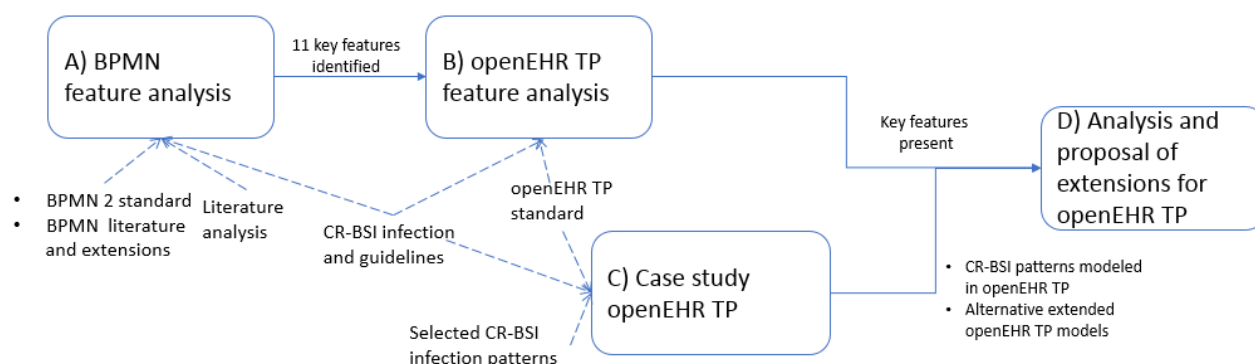 A) BPMN
feature analysis
11 key features
identified
B) openEHR TP
feature analysis
Key features
present
D) Analysis and
proposal of
extensions for
openEHR TP
• BPMN 2 standard
• BPMN literature
and extensions
Literature
analysis
CR-BSI infection
and guidelines
openEHR TP
standard
C) Case study
openEHR TP
Selected CR-BSI
infection patterns
• CR-BSI patterns modeled
in openEHR TP
• Alternative extended
openEHR TP models